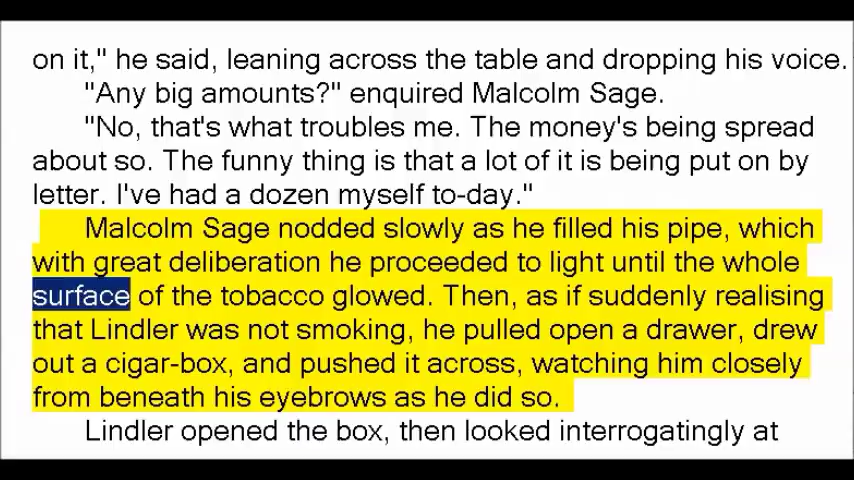 on it," he said, leaning across the table and dropping his voice.
"Any big amounts?" enquired Malcolm Sage.
"No, that's what troubles me. The money's being spread
about so. The funny thing is that a lot of it is being put on by
letter. I've had a dozen myself to-day."
Malcolm Sage nodded slowly as he filled his pipe, which
with great deliberation he proceeded to light until the whole
surface of the tobacco glowed. Then, as if suddenly realising
that Lindler was not smoking, he pulled open a drawer, drew
out a cigar-box, and pushed it across, watching him closely
from beneath his eyebrows as he did so.
Lindler opened the box, then looked interrogatingly at